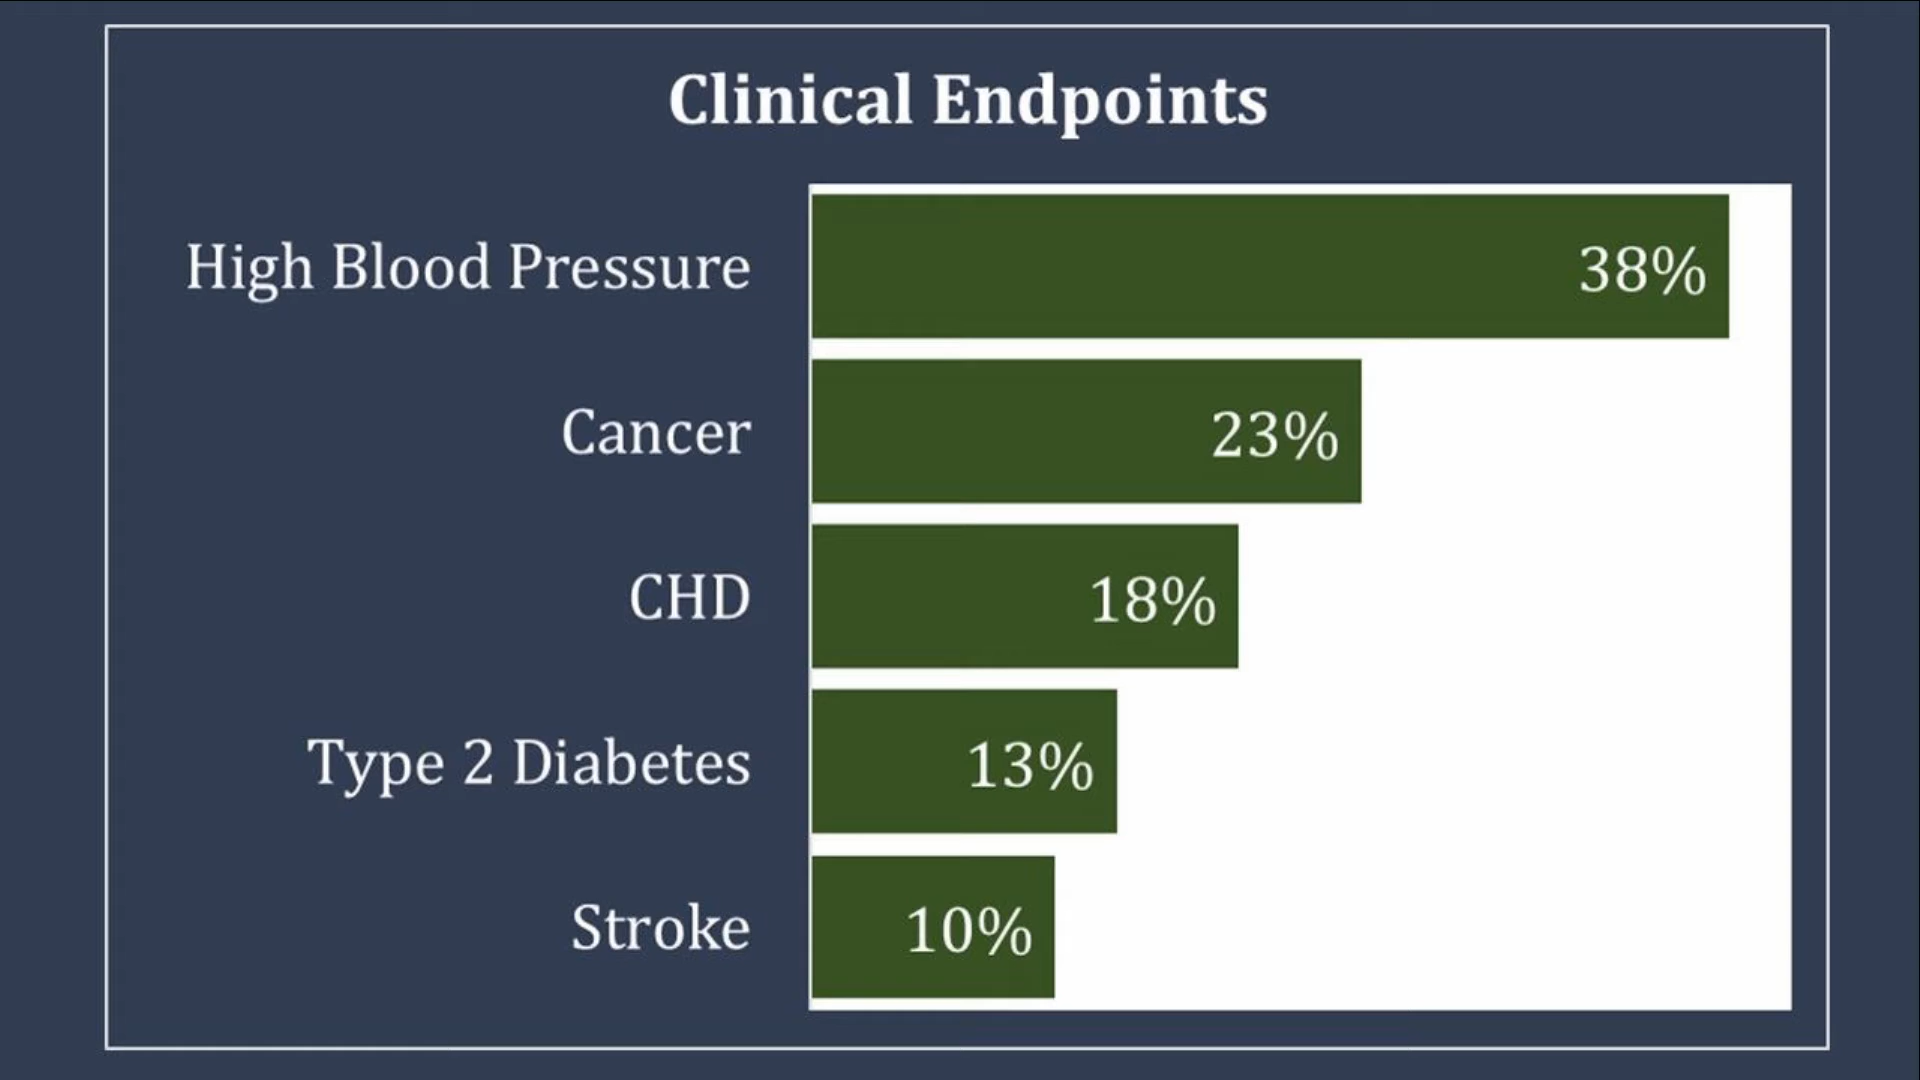 Clinical Endpoints
High Blood Pressure 38%
Cancer 23%
CHD 18%
Type 2 Diabetes 13%
Stroke 10%